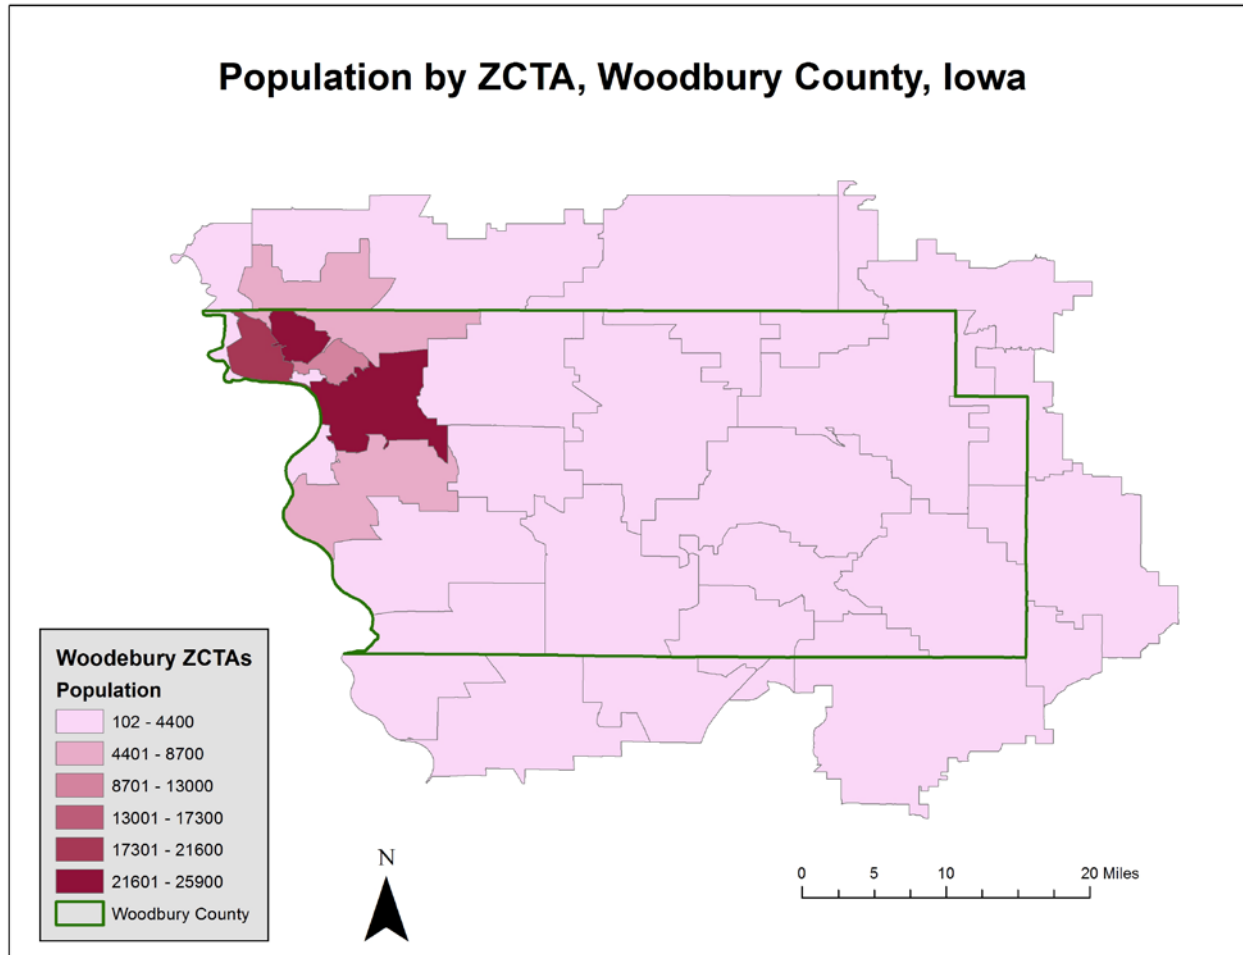 Population by ZCTA, Woodbury County, Iowa
Woodebury ZCTAs
Population
102 - 4400
4401 - 8700
8701 - 13000
13001 - 17300
17301 - 21600
21601 - 25900
Woodbury County
N
0 5 10 20 Miles